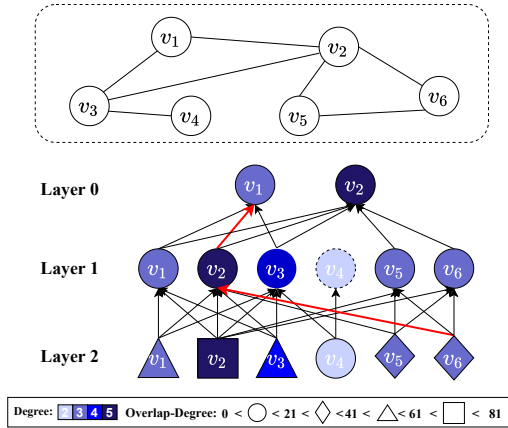 v1
v2
v3
v4
v5
v6
Layer 0
v1 v2
Layer 1
v1 v2 v3 v4 v5 v6
Layer 2
v1 v2 v3 v4 v5 v6
Degree: 2 3 4 5 Overlap-Degree: 0 < < 21 < <41 < < 61 < < 81